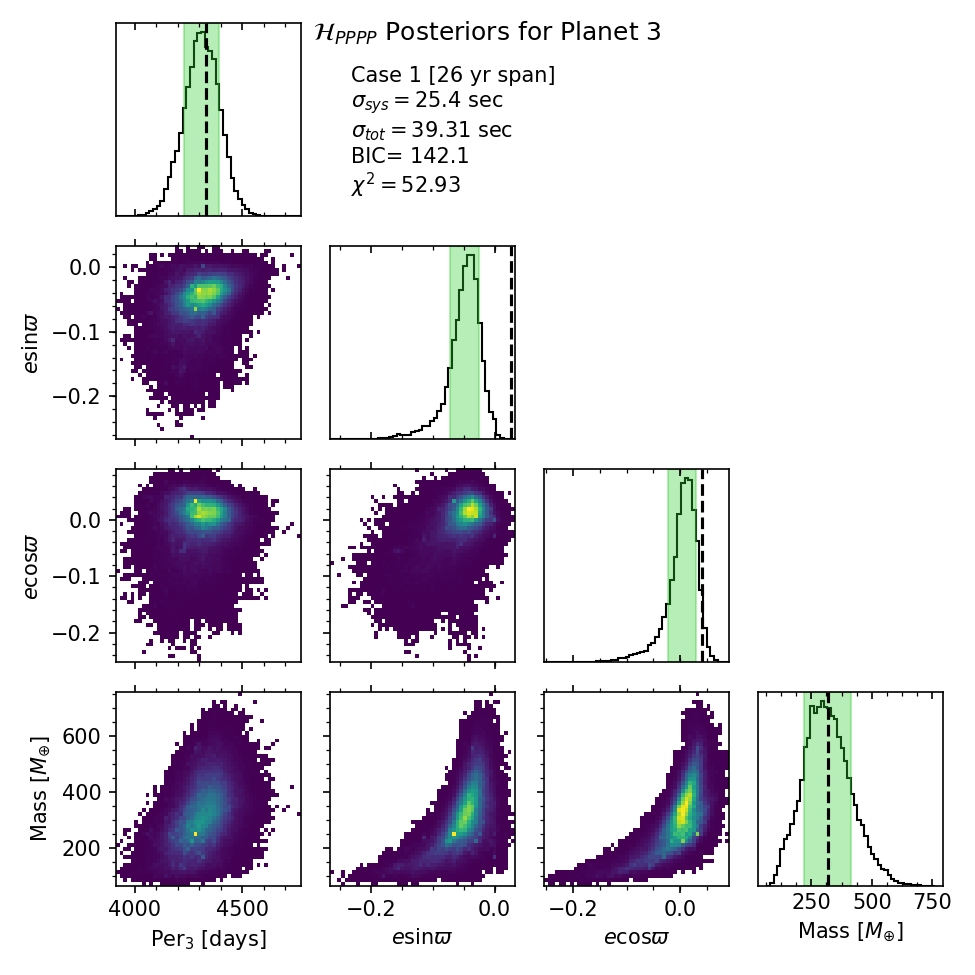 𝓗_PPPP Posteriors for Planet 3
Case 1 [26 yr span]
σ_sys = 25.4 sec
σ_tot = 39.31 sec
BIC= 142.1
χ² = 52.93
0.0
−0.1
−0.2
esinϖ
0.0
−0.1
−0.2
ecosϖ
600
400
200
Mass [M⊕]
4000 4500
Per₃ [days]
−0.2 0.0
esinϖ
−0.2 0.0
ecosϖ
250 500 750
Mass [M⊕]